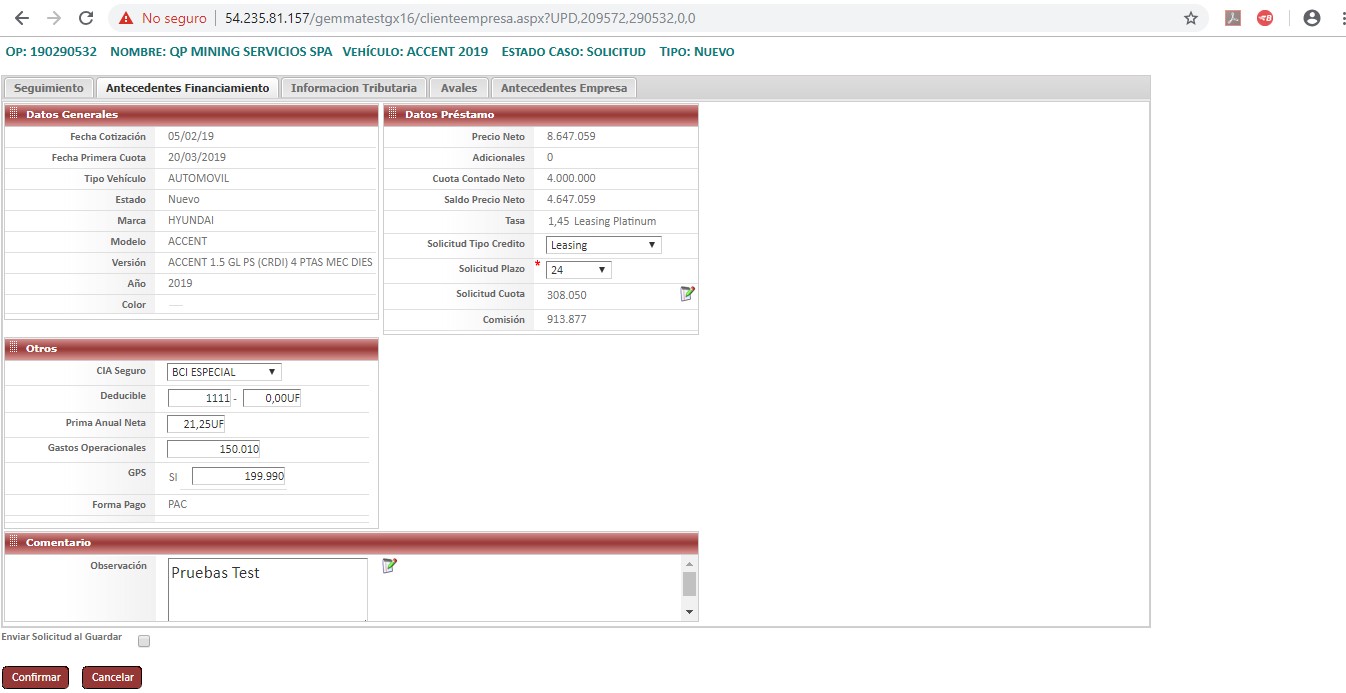 No seguro | 54.235.81.157/gemmatestgx16/clienteempresa.aspx?UPD,209572,290532,0,0
OP: 190290532 NOMBRE: QP MINING SERVICIOS SPA VEHÍCULO: ACCENT 2019 ESTADO CASO: SOLICITUD TIPO: NUEVO
Seguimiento Antecedentes Financiamiento Informacion Tributaria Avales Antecedentes Empresa
Datos Generales
Fecha Cotización 05/02/19
Fecha Primera Cuota 20/03/2019
Tipo Vehículo AUTOMOVIL
Estado Nuevo
Marca HYUNDAI
Modelo ACCENT
Versión ACCENT 1.5 GL PS (CRDI) 4 PTAS MEC DIES
Año 2019
Color ----
Datos Préstamo
Precio Neto 8.647.059
Adicionales 0
Cuota Contado Neto 4.000.000
Saldo Precio Neto 4.647.059
Tasa 1,45 Leasing Platinum
Solicitud Tipo Credito Leasing
Solicitud Plazo * 24
Solicitud Cuota 308.050
Comisión 913.877
Otros
CIA Seguro BCI ESPECIAL
Deducible 1111 - 0,00UF
Prima Anual Neta 21,25UF
Gastos Operacionales 150.010
GPS SI 199.990
Forma Pago PAC
Comentario
Observación Pruebas Test
Enviar Solicitud al Guardar
Confirmar Cancelar